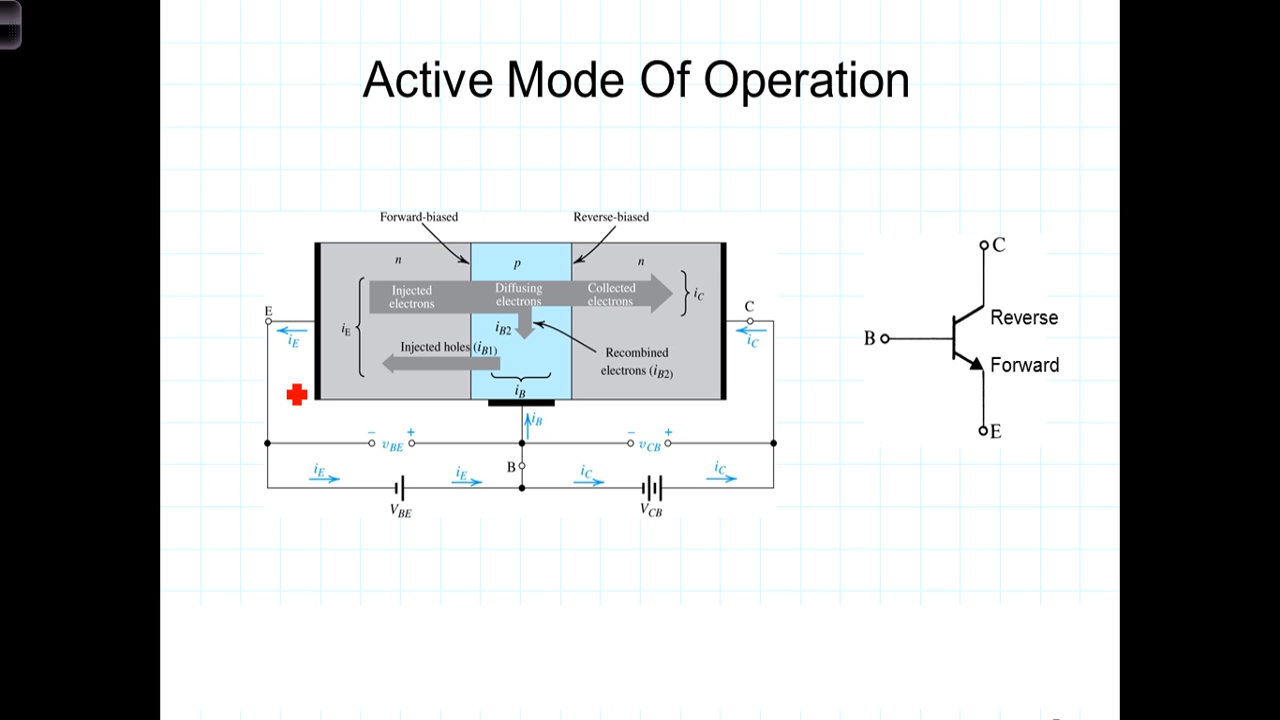 Active Mode Of Operation
Forward-biased
Reverse-biased
n
p
n
Injected
electrons
Diffusing
electrons
Collected
electrons
iC
iE
iB2
Injected holes (iB1)
Recombined
electrons (iB2)
iB
E
iE
C
iC
iB
− vBE +
− vCB +
iE
iE
B
iC
iC
VBE
VCB
C
Reverse
B
Forward
E